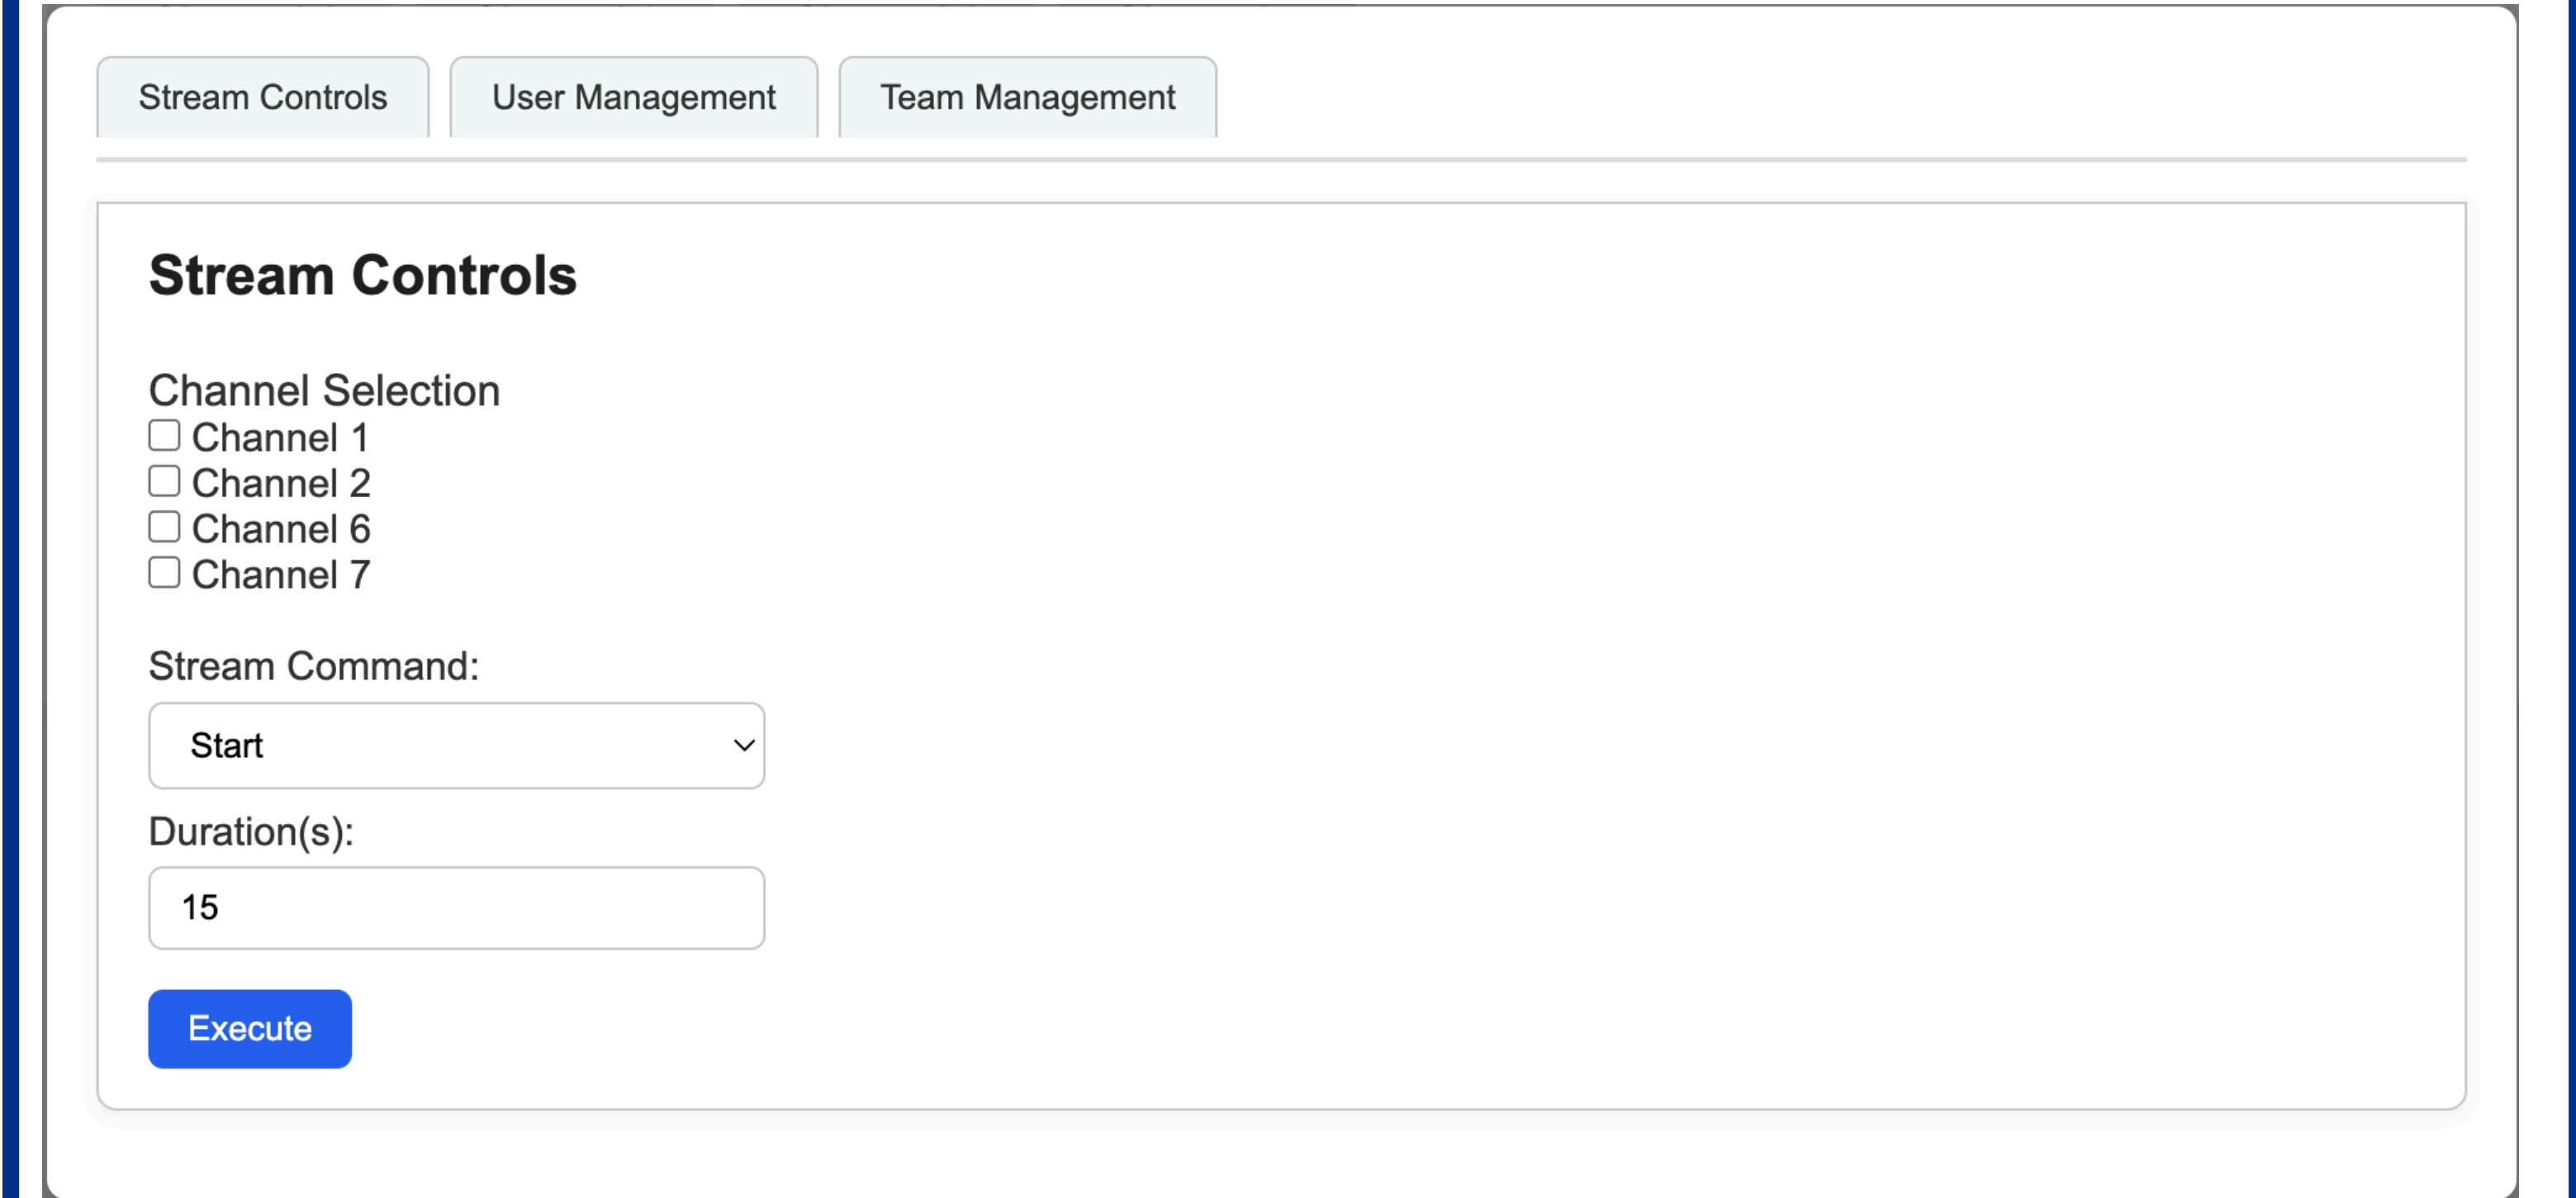 Stream Controls User Management Team Management
Stream Controls
Channel Selection
Channel 1
Channel 2
Channel 6
Channel 7
Stream Command:
Start
Duration(s):
15
Execute